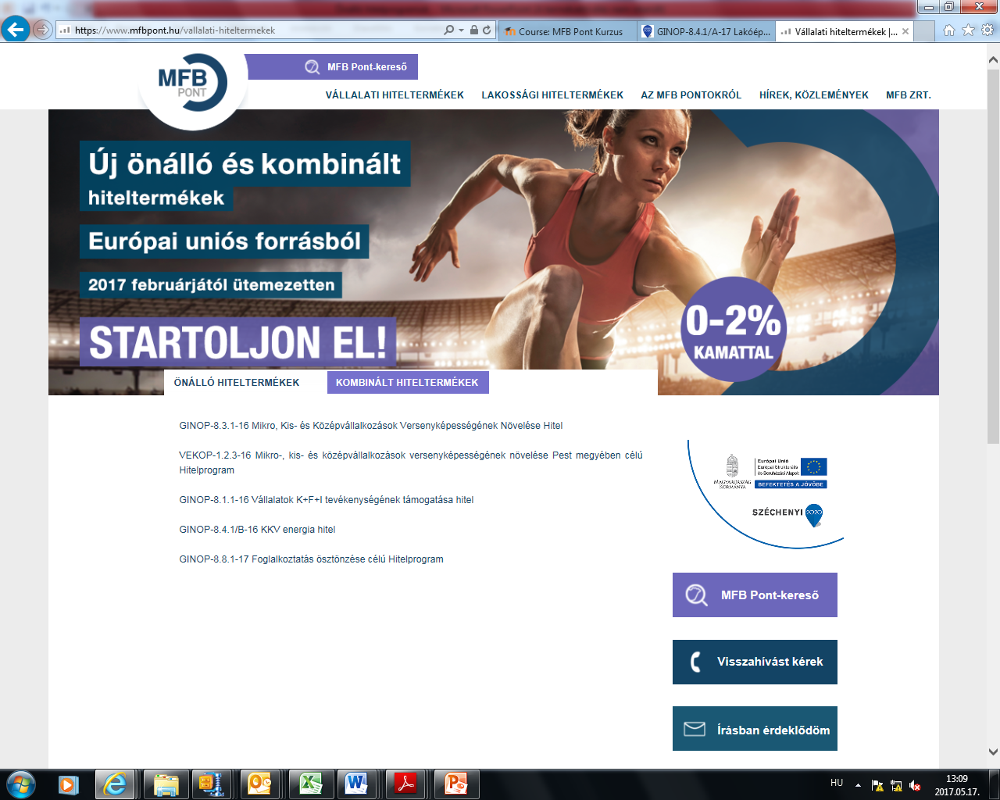 https://www.mfbpont.hu/vallalati-hiteltermekek
Course: MFB Pont Kurzus
GINOP-8.4.1/A-17 Lakóép...
Vállalati hiteltermékek |...
MFB
PONT
MFB Pont-kereső
VÁLLALATI HITELTERMÉKEK
LAKOSSÁGI HITELTERMÉKEK
AZ MFB PONTOKRÓL
HÍREK, KÖZLEMÉNYEK
MFB ZRT.
Új önálló és kombinált
hiteltermékek
Európai uniós forrásból
2017 februárjától ütemezetten
STARTOLJON EL!
0-2%
KAMATTAL
ÖNÁLLÓ HITELTERMÉKEK
KOMBINÁLT HITELTERMÉKEK
GINOP-8.3.1-16 Mikro, Kis- és Középvállalkozások Versenyképességének Növelése Hitel
VEKOP-1.2.3-16 Mikro-, kis- és középvállalkozások versenyképességének növelése Pest megyében célú
Hitelprogram
GINOP-8.1.1-16 Vállalatok K+F+I tevékenységének támogatása hitel
GINOP-8.4.1/B-16 KKV energia hitel
GINOP-8.8.1-17 Foglalkoztatás ösztönzése célú Hitelprogram
MAGYARORSZÁG
KORMÁNYA
Európai Unió
Európai Strukturális
és Beruházási Alapok
BEFEKTETÉS A JÖVŐBE
SZÉCHENYI 2020
MFB Pont-kereső
Visszahívást kérek
Írásban érdeklődöm
HU
13:09
2017.05.17.